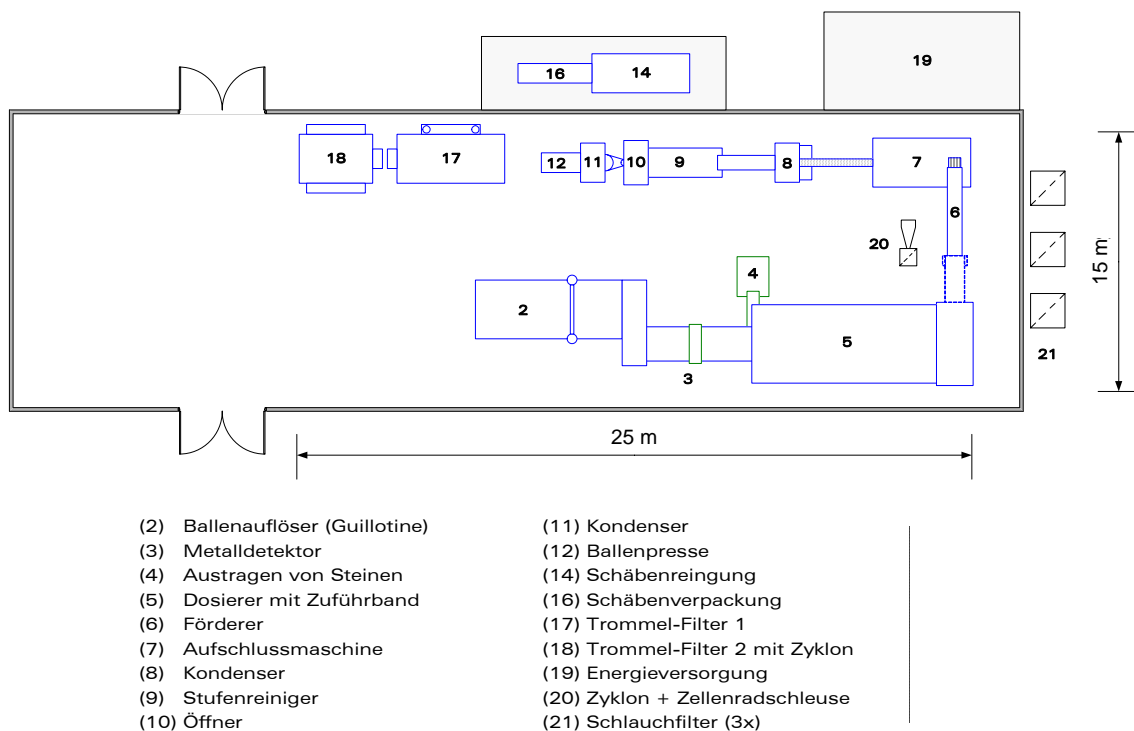 16
14
19
18
17
12
11
10
9
8
7
6
20
4
2
5
3
21
15 m
25 m
(2) Ballenauflöser (Guillotine)
(3) Metalldetektor
(4) Austragen von Steinen
(5) Dosierer mit Zuführband
(6) Förderer
(7) Aufschlussmaschine
(8) Kondenser
(9) Stufenreiniger
(10) Öffner
(11) Kondenser
(12) Ballenpresse
(14) Schäbenreingung
(16) Schäbenverpackung
(17) Trommel-Filter 1
(18) Trommel-Filter 2 mit Zyklon
(19) Energieversorgung
(20) Zyklon + Zellenradschleuse
(21) Schlauchfilter (3x)